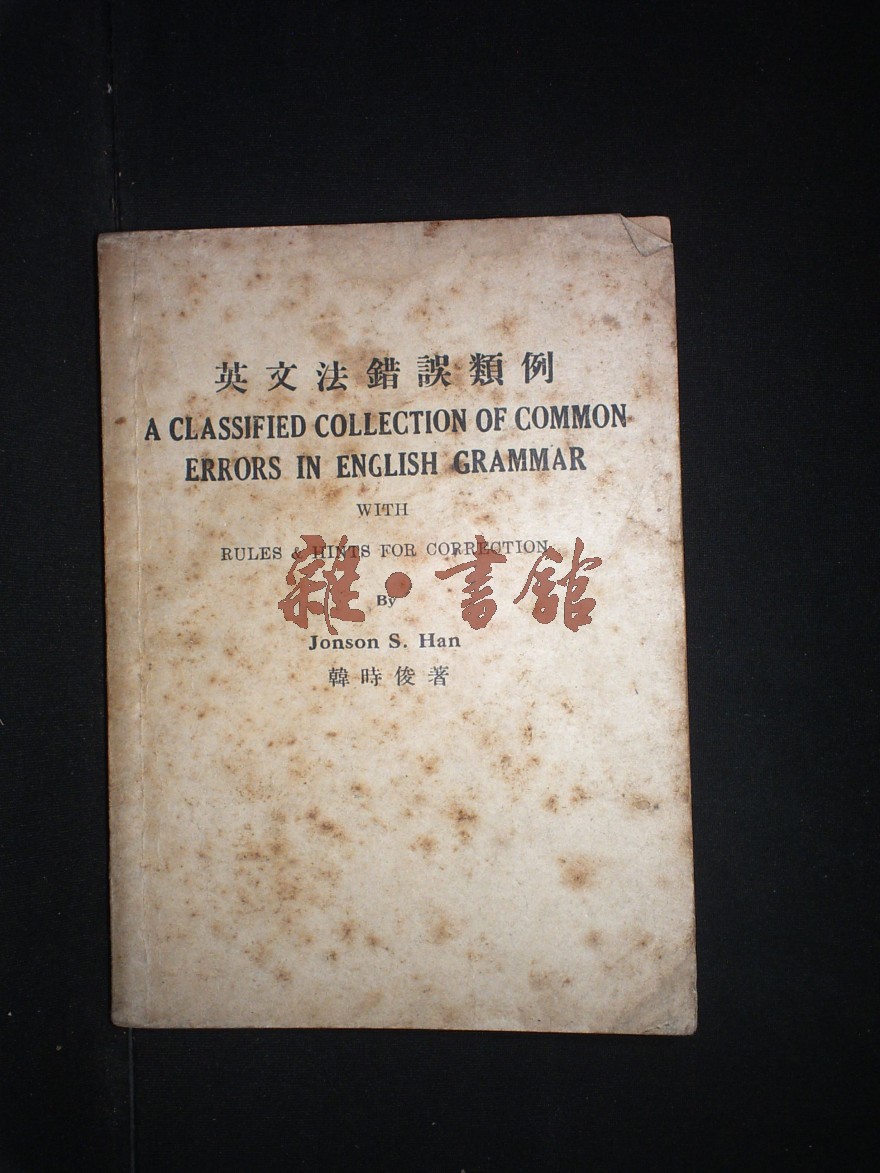 英文法錯誤類例
A CLASSIFIED COLLECTION OF COMMON
ERRORS IN ENGLISH GRAMMAR
WITH
RULES & HINTS FOR CORRECTION
雜·書館
By
Jonson S. Han
韓時俊著